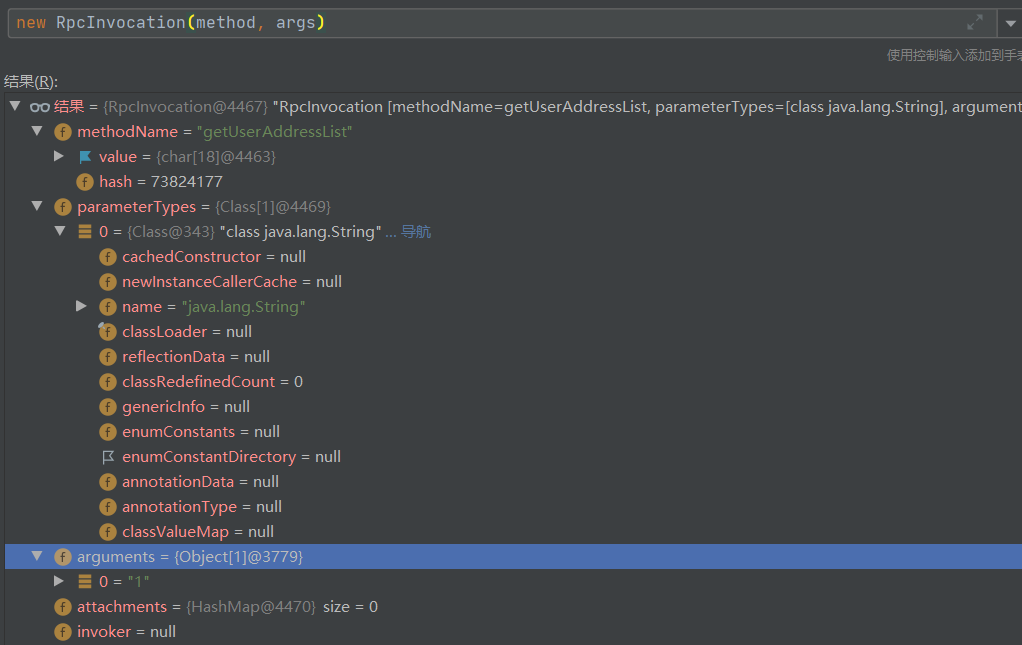 new RpcInvocation(method, args)
使用控制输入添加到手
结果(R):
结果 = {RpcInvocation@4467} "RpcInvocation [methodName=getUserAddressList, parameterTypes=[class java.lang.String], argument
f methodName = "getUserAddressList"
value = {char[18]@4463}
f hash = 73824177
f parameterTypes = {Class[1]@4469}
0 = {Class@343} "class java.lang.String" ... 导航
f cachedConstructor = null
f newInstanceCallerCache = null
f name = "java.lang.String"
f classLoader = null
f reflectionData = null
f classRedefinedCount = 0
f genericInfo = null
f enumConstants = null
enumConstantDirectory = null
f annotationData = null
f annotationType = null
f classValueMap = null
f arguments = {Object[1]@3779}
0 = "1"
f attachments = {HashMap@4470} size = 0
f invoker = null